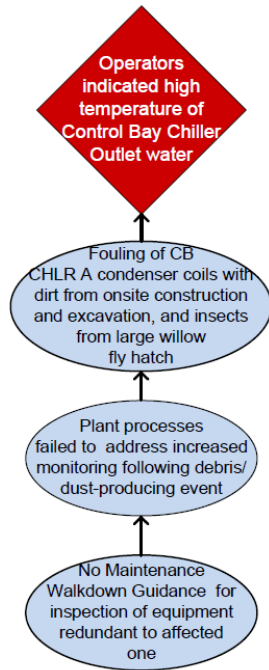 Operators
indicated high
temperature of
Control Bay Chiller
Outlet water
Fouling of CB
CHLR A condenser coils with
dirt from onsite construction
and excavation, and insects
from large willow
fly hatch
Plant processes
failed to address increased
monitoring following debris/
dust-producing event
No Maintenance
Walkdown Guidance for
inspection of equipment
redundant to affected
one